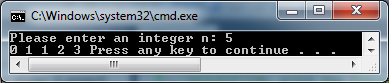 C:\Windows\system32\cmd.exe
Please enter an integer n: 5
0 1 1 2 3 Press any key to continue . . .